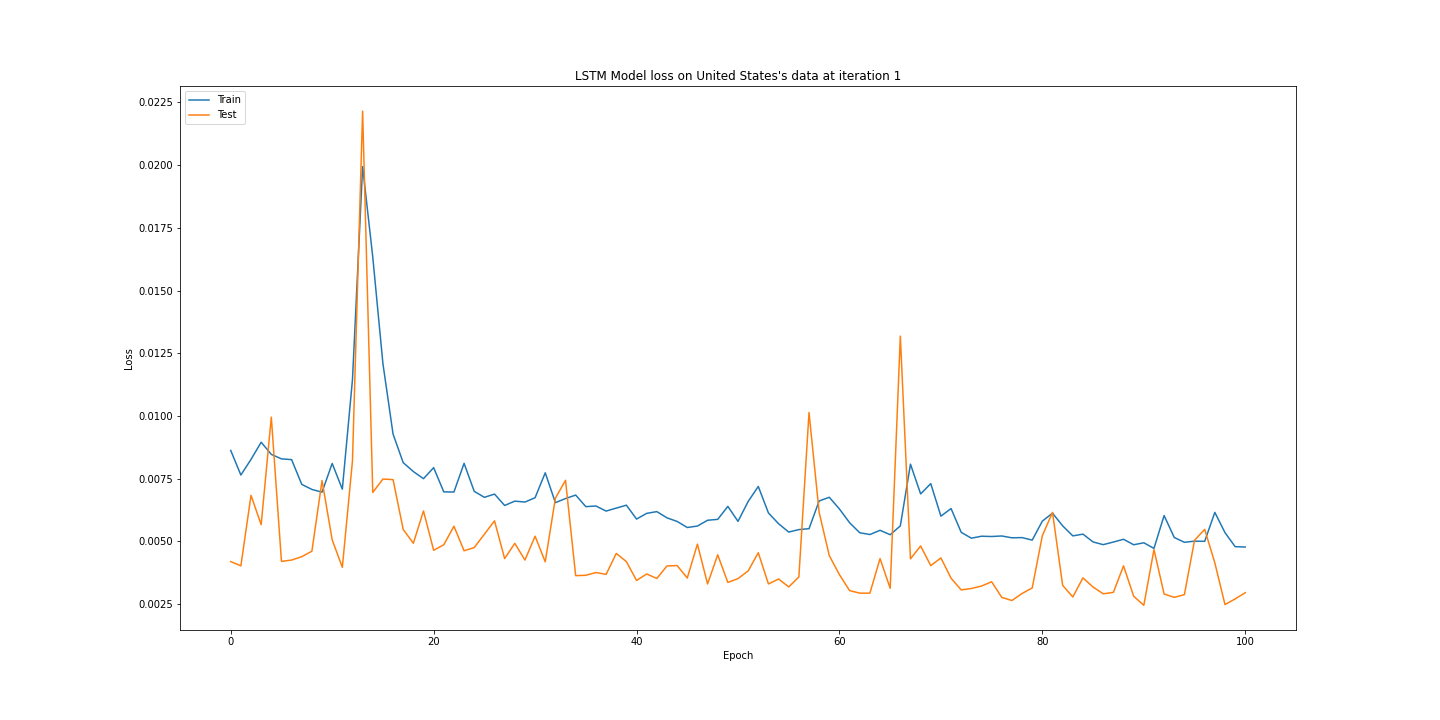 LSTM Model loss on United States's data at iteration 1
Train
Test
0.0225
0.0200
0.0175
0.0150
0.0125
0.0100
0.0075
0.0050
0.0025
Loss
0 20 40 60 80 100
Epoch